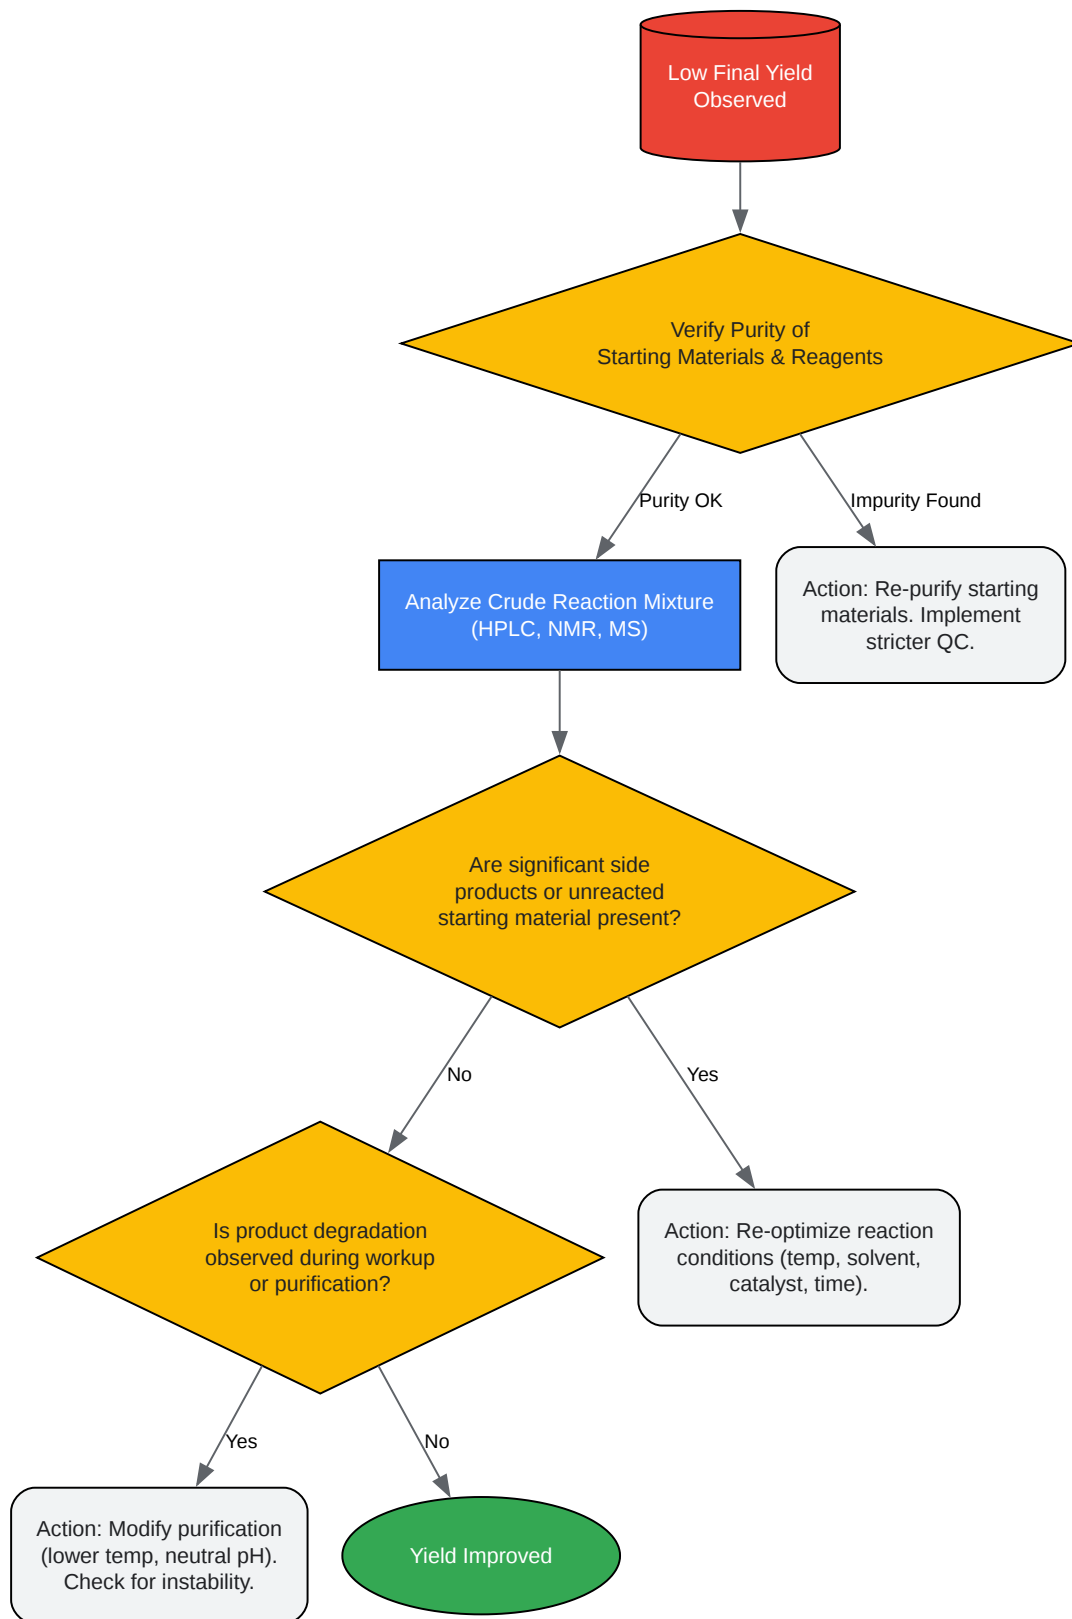 Low Final Yield
Observed
Verify Purity of
Starting Materials & Reagents
Purity OK
Impurity Found
Analyze Crude Reaction Mixture
(HPLC, NMR, MS)
Action: Re-purify starting
materials. Implement
stricter QC.
Are significant side
products or unreacted
starting material present?
No
Yes
Is product degradation
observed during workup
or purification?
Action: Re-optimize reaction
conditions (temp, solvent,
catalyst, time).
Yes
No
Action: Modify purification
(lower temp, neutral pH).
Check for instability.
Yield Improved